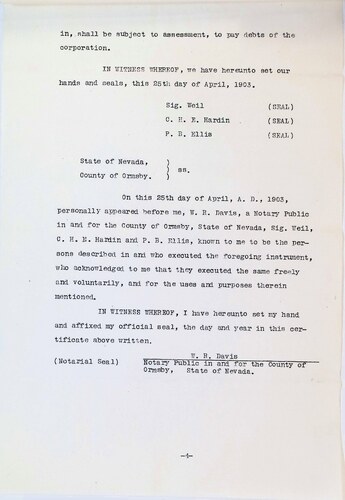 in, shall be subject to assessment, to pay debts of the
corporation.
IN WITNESS WHEREOF, we have hereunto set our
hands and seals, this 25th day of April, 1903.
Sig. Weil (SEAL)
C. H. E. Hardin (SEAL)
P. B. Ellis (SEAL)
State of Nevada, )
) ss.
County of Ormsby. )
On this 25th day of April, A. D., 1903,
personally appeared before me, W. R. Davis, a Notary Public
in and for the County of Ormsby, State of Nevada, Sig. Weil,
C. H. E. Hardin and P. B. Ellis, known to me to be the per-
sons described in and who executed the foregoing instrument,
who acknowledged to me that they executed the same freely
and voluntarily, and for the uses and purposes therein
mentioned.
IN WITNESS WHEREOF, I have hereunto set my hand
and affixed my official seal, the day and year in this cer-
tificate above written.
W. R. Davis
(Notarial Seal) Notary Public in and for the County of
Ormsby, State of Nevada.
-4-